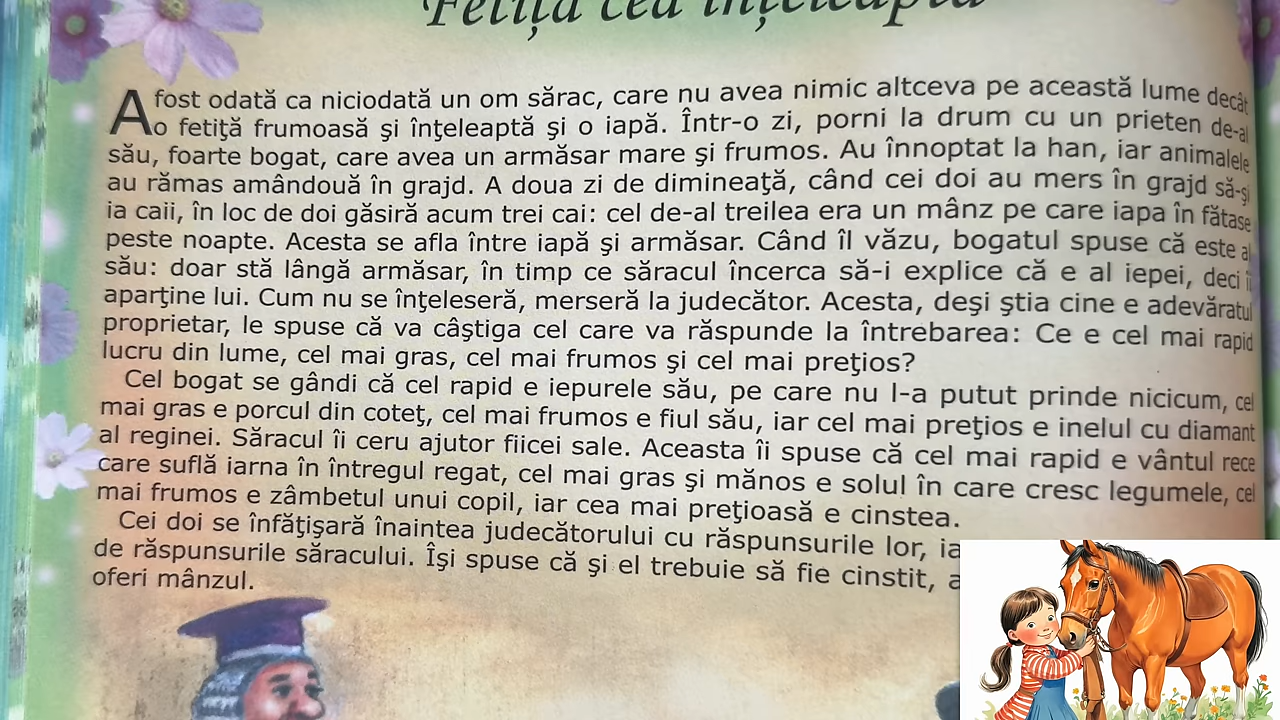 Fetiţa cea înţeleaptă
A fost odată ca niciodată un om sărac, care nu avea nimic altceva pe această lume decât
o fetiţă frumoasă şi înţeleaptă şi o iapă. Într-o zi, porni la drum cu un prieten de-al
său, foarte bogat, care avea un armăsar mare şi frumos. Au înnoptat la han, iar animalele
au rămas amândouă în grajd. A doua zi de dimineaţă, când cei doi au mers în grajd să-şi
ia caii, în loc de doi găsiră acum trei cai: cel de-al treilea era un mânz pe care iapa în fătase
peste noapte. Acesta se afla între iapă şi armăsar. Când îl văzu, bogatul spuse că este al
său: doar stă lângă armăsar, în timp ce săracul încerca să-i explice că e al iepei, deci îi
aparţine lui. Cum nu se înţeleseră, merseră la judecător. Acesta, deşi ştia cine e adevăratul
proprietar, le spuse că va câştiga cel care va răspunde la întrebarea: Ce e cel mai rapid
lucru din lume, cel mai gras, cel mai frumos şi cel mai preţios?
Cel bogat se gândi că cel rapid e iepurele său, pe care nu l-a putut prinde nicicum, cel
mai gras e porcul din coteţ, cel mai frumos e fiul său, iar cel mai preţios e inelul cu diamant
al reginei. Săracul îi ceru ajutor fiicei sale. Aceasta îi spuse că cel mai rapid e vântul rece
care suflă iarna în întregul regat, cel mai gras şi mănos e solul în care cresc legumele, cel
mai frumos e zâmbetul unui copil, iar cea mai preţioasă e cinstea.
Cei doi se înfăţişară înaintea judecătorului cu răspunsurile lor,
de răspunsurile săracului. Îşi spuse că şi el trebuie să fie cinstit,
oferi mânzul.